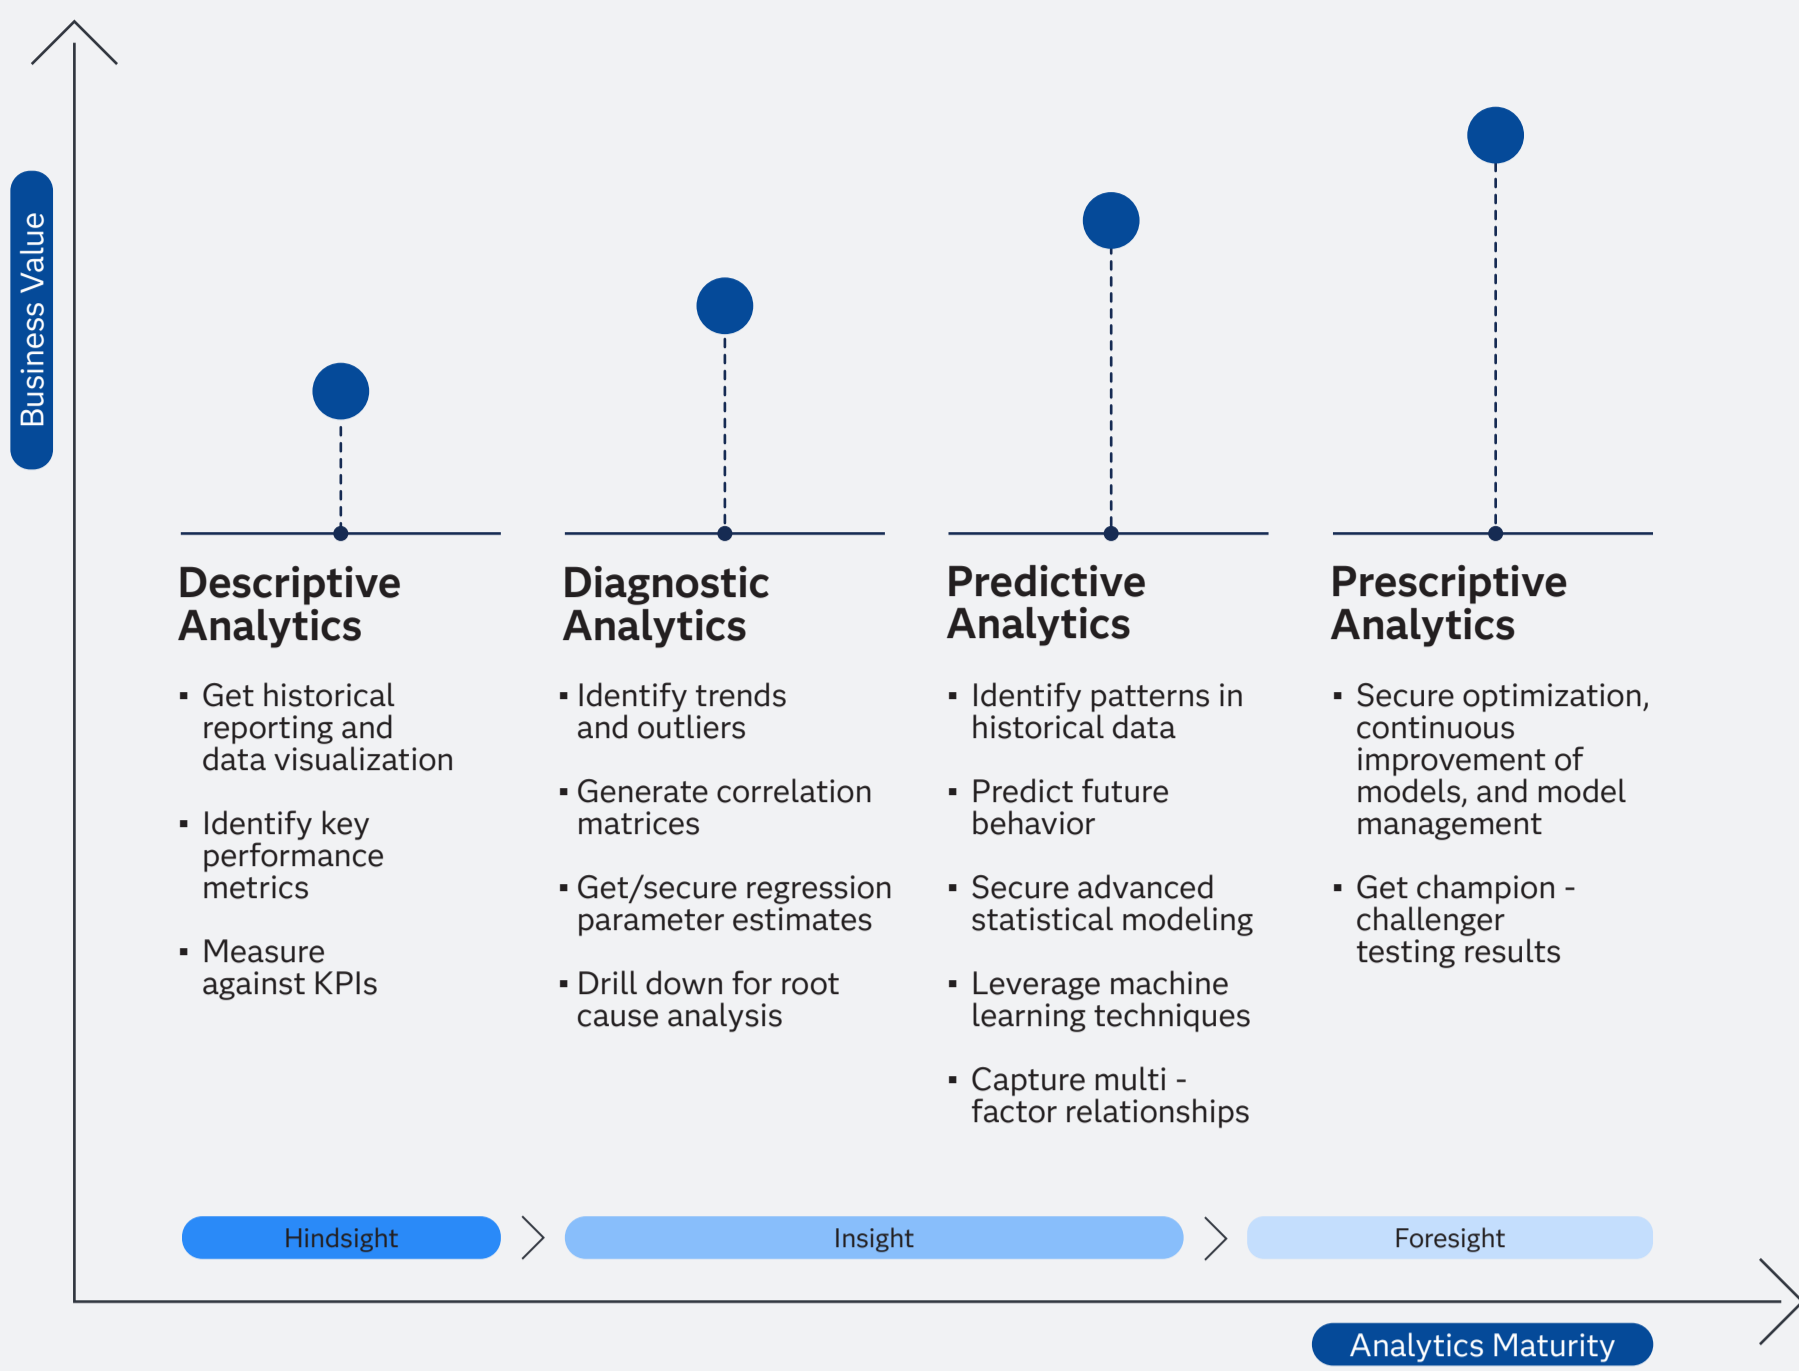 Business Value
Descriptive
Analytics
▪ Get historical
reporting and
data visualization
▪ Identify key
performance
metrics
▪ Measure
against KPIs
Diagnostic
Analytics
▪ Identify trends
and outliers
▪ Generate correlation
matrices
▪ Get/secure regression
parameter estimates
▪ Drill down for root
cause analysis
Predictive
Analytics
▪ Identify patterns in
historical data
▪ Predict future
behavior
▪ Secure advanced
statistical modeling
▪ Leverage machine
learning techniques
▪ Capture multi -
factor relationships
Prescriptive
Analytics
▪ Secure optimization,
continuous
improvement of
models, and model
management
▪ Get champion -
challenger
testing results
Hindsight
Insight
Foresight
Analytics Maturity